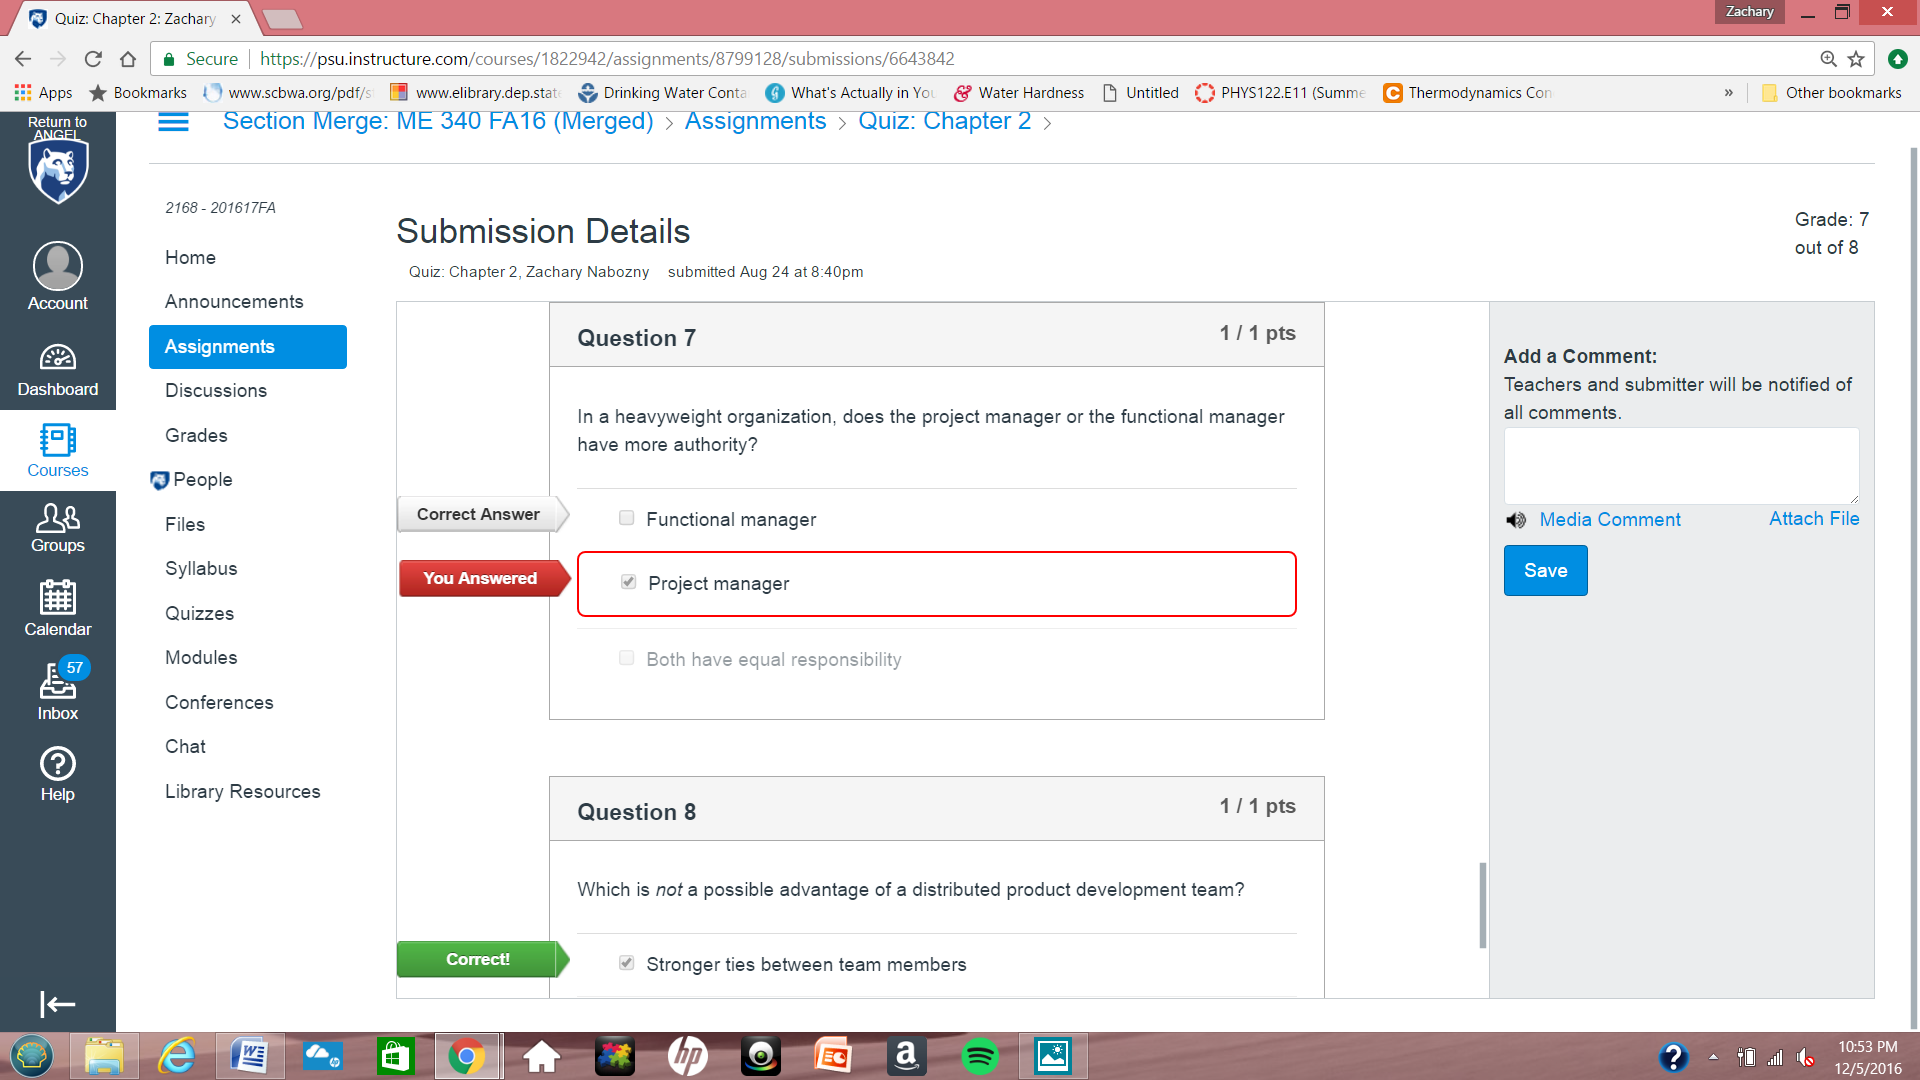 Quiz: Chapter 2: Zachary
Zachary
Secure
https://psu.instructure.com/courses/1822942/assignments/8799128/submissions/6643842
Apps
Bookmarks
www.scbwa.org/pdf/s
www.elibrary.dep.stat
Drinking Water Conta
What's Actually in You
Water Hardness
Untitled
PHYS122.E11 (Summe
Thermodynamics Con
»
Other bookmarks
Return to
ANGEL
Section Merge: ME 340 FA16 (Merged) > Assignments > Quiz: Chapter 2 >
Account
Dashboard
Courses
Groups
Calendar
57
Inbox
Help
2168 - 201617FA
Home
Announcements
Assignments
Discussions
Grades
People
Files
Syllabus
Quizzes
Modules
Conferences
Chat
Library Resources
Submission Details
Quiz: Chapter 2, Zachary Nabozny submitted Aug 24 at 8:40pm
Grade: 7
out of 8
Question 7
1 / 1 pts
In a heavyweight organization, does the project manager or the functional manager
have more authority?
Correct Answer
Functional manager
You Answered
Project manager
Both have equal responsibility
Question 8
1 / 1 pts
Which is not a possible advantage of a distributed product development team?
Correct!
Stronger ties between team members
Add a Comment:
Teachers and submitter will be notified of
all comments.
Media Comment
Attach File
Save
10:53 PM
12/5/2016